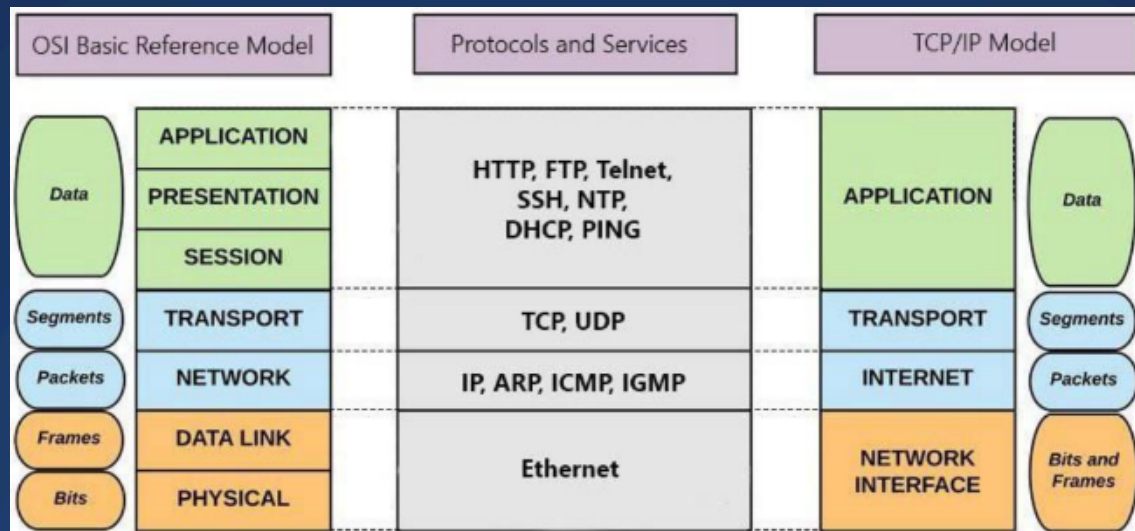 OSI Basic Reference Model
Protocols and Services
TCP/IP Model
Data
APPLICATION
PRESENTATION
SESSION
HTTP, FTP, Telnet,
SSH, NTP,
DHCP, PING
APPLICATION
Data
Segments
TRANSPORT
TCP, UDP
TRANSPORT
Segments
Packets
NETWORK
IP, ARP, ICMP, IGMP
INTERNET
Packets
Frames
DATA LINK
Bits
PHYSICAL
Ethernet
NETWORK
INTERFACE
Bits and
Frames